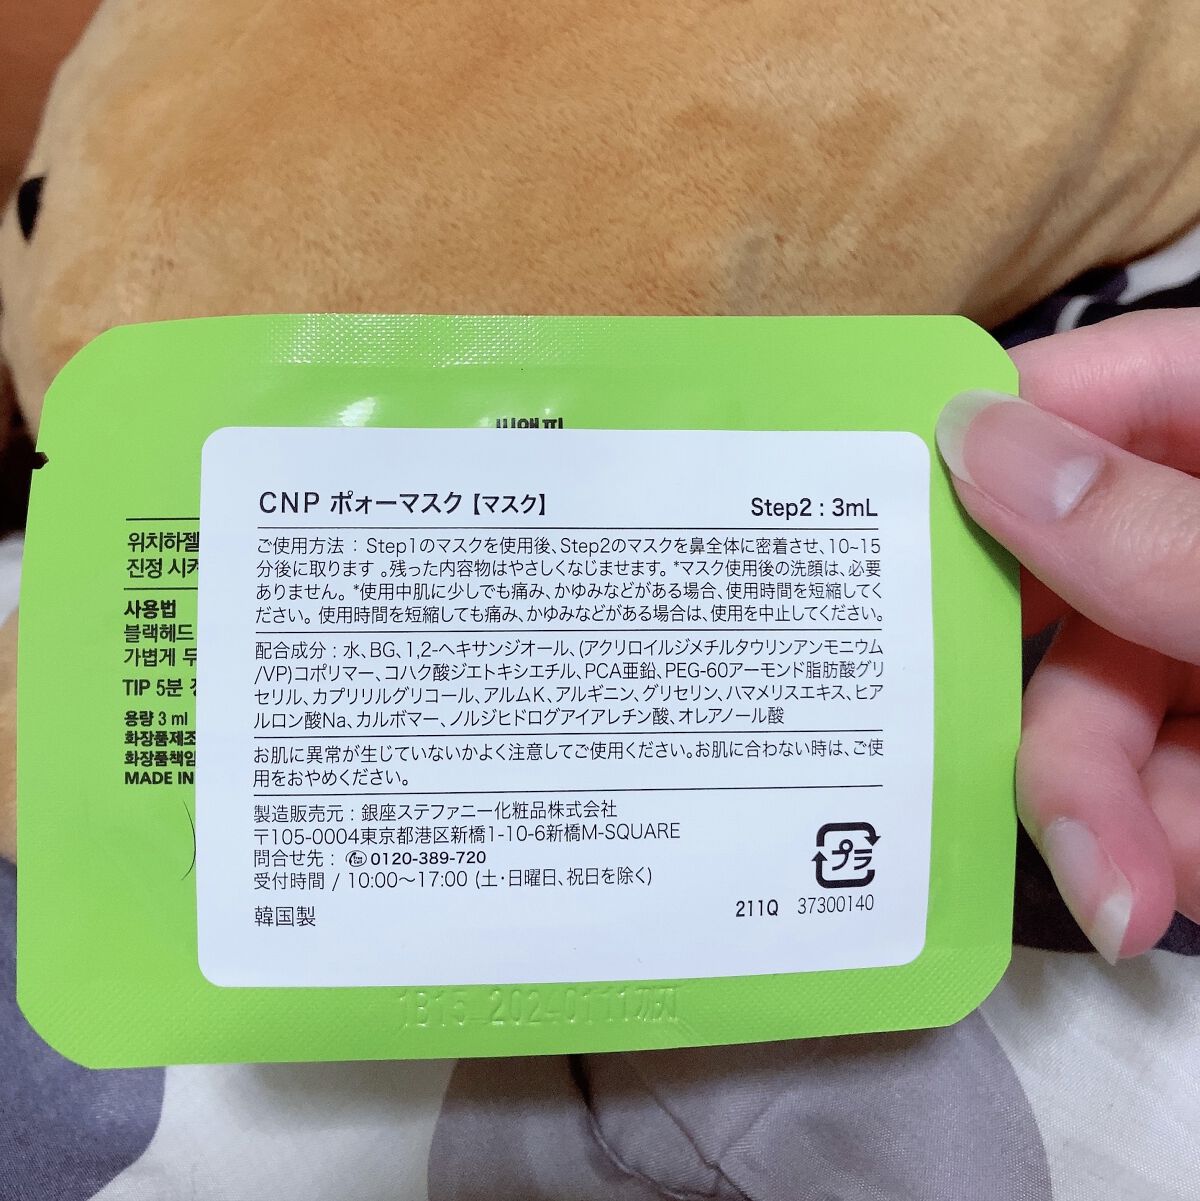 CNP ポォーマスク【マスク】
Step2 : 3mL
ご使用方法 : Step1のマスクを使用後、Step2のマスクを鼻全体に密着させ、10~15
分後に取ります 。残った内容物はやさしくなじませます。*マスク使用後の洗顔は、必要
ありません。*使用中肌に少しでも痛み、かゆみなどがある場合、使用時間を短縮してく
ださい。使用時間を短縮しても痛み、かゆみなどがある場合は、使用を中止してください。
配合成分 : 水、BG、1,2-ヘキサンジオール、(アクリロイルジメチルタウリンアンモニウム
/VP)コポリマー、コハク酸ジエトキシエチル、PCA亜鉛、PEG-60アーモンド脂肪酸グリ
セリル、カプリリルグリコール、アルムK、アルギニン、グリセリン、ハマメリスエキス、ヒア
ルロン酸Na、カルボマー、ノルジヒドログアイアレチン酸、オレアノール酸
お肌に異常が生じていないかよく注意してご使用ください。お肌に合わない時は、ご使
用をおやめください。
製造販売元 : 銀座ステファニー化粧品株式会社
〒105-0004東京都港区新橋1-10-6新橋M-SQUARE
問合せ先 : 0120-389-720
受付時間 / 10:00～17:00 (土・日曜日、祝日を除く)
韓国製
プラ
211Q 37300140
위치하젤
진정 시키
사용법
블랙헤드
가볍게 두
TIP 5분
용량 3 ml
화장품제조
화장품책임
MADE IN
1B15 20240111까지